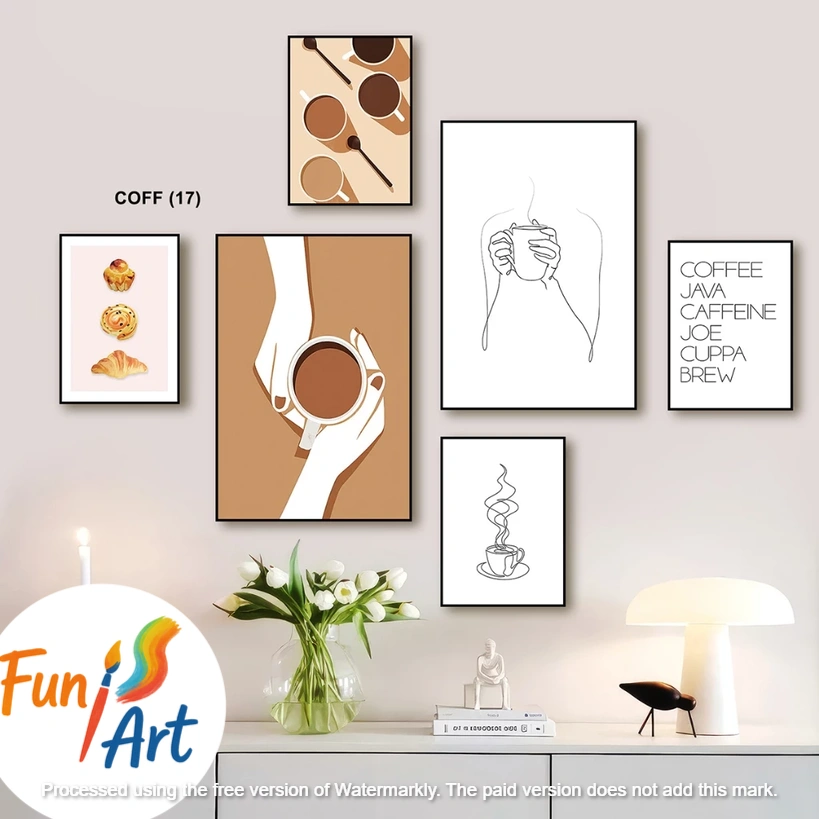 COFF (17)
COFFEE
JAVA
CAFFEINE
JOE
CUPPA
BREW
Fun
Art
Processed using the free version of Watermarkly. The paid version does not add this mark.